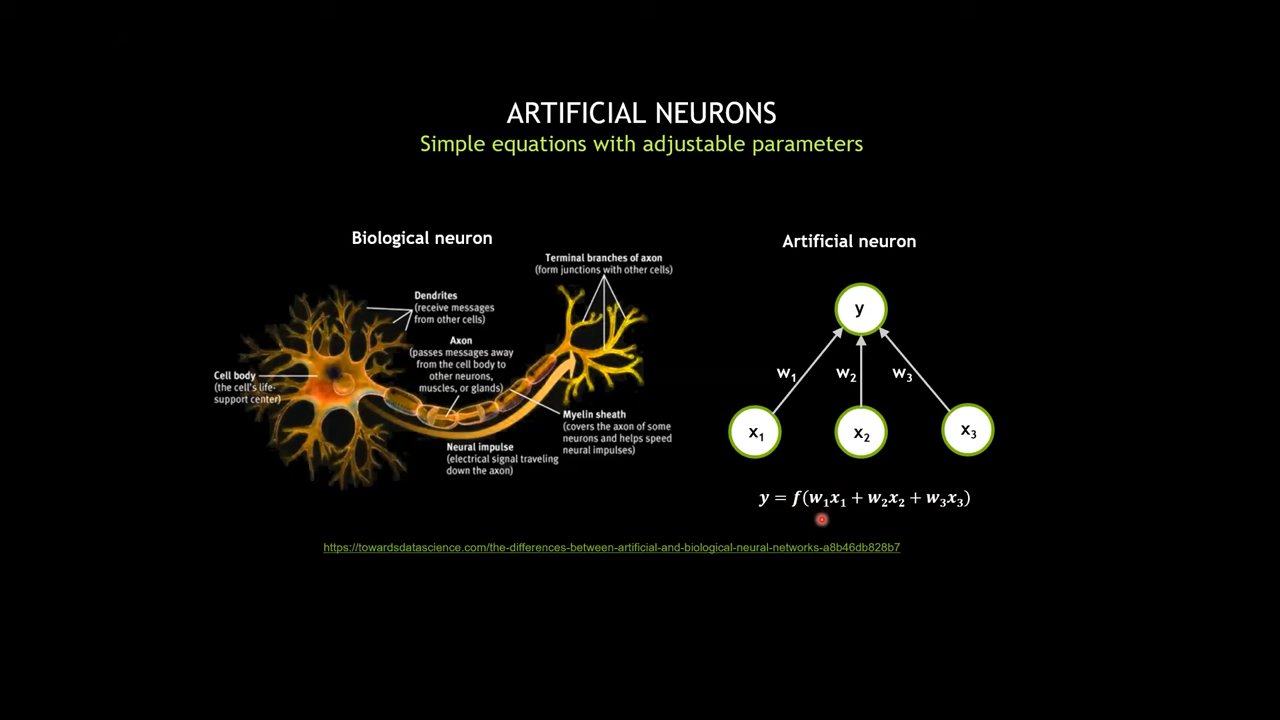 ARTIFICIAL NEURONS
Simple equations with adjustable parameters
Biological neuron
Terminal branches of axon
(form junctions with other cells)
Dendrites
(receive messages
from other cells)
Axon
(passes messages away
from the cell body to
other neurons,
muscles, or glands)
Cell body
(the cell's life-
support center)
Myelin sheath
(covers the axon of some
neurons and helps speed
neural impulses)
Neural impulse
(electrical signal traveling
down the axon)
Artificial neuron
y
w₁ w₂ w₃
x₁ x₂ x₃
y = f(w₁x₁ + w₂x₂ + w₃x₃)
https://towardsdatascience.com/the-differences-between-artificial-and-biological-neural-networks-a8b46db828b7